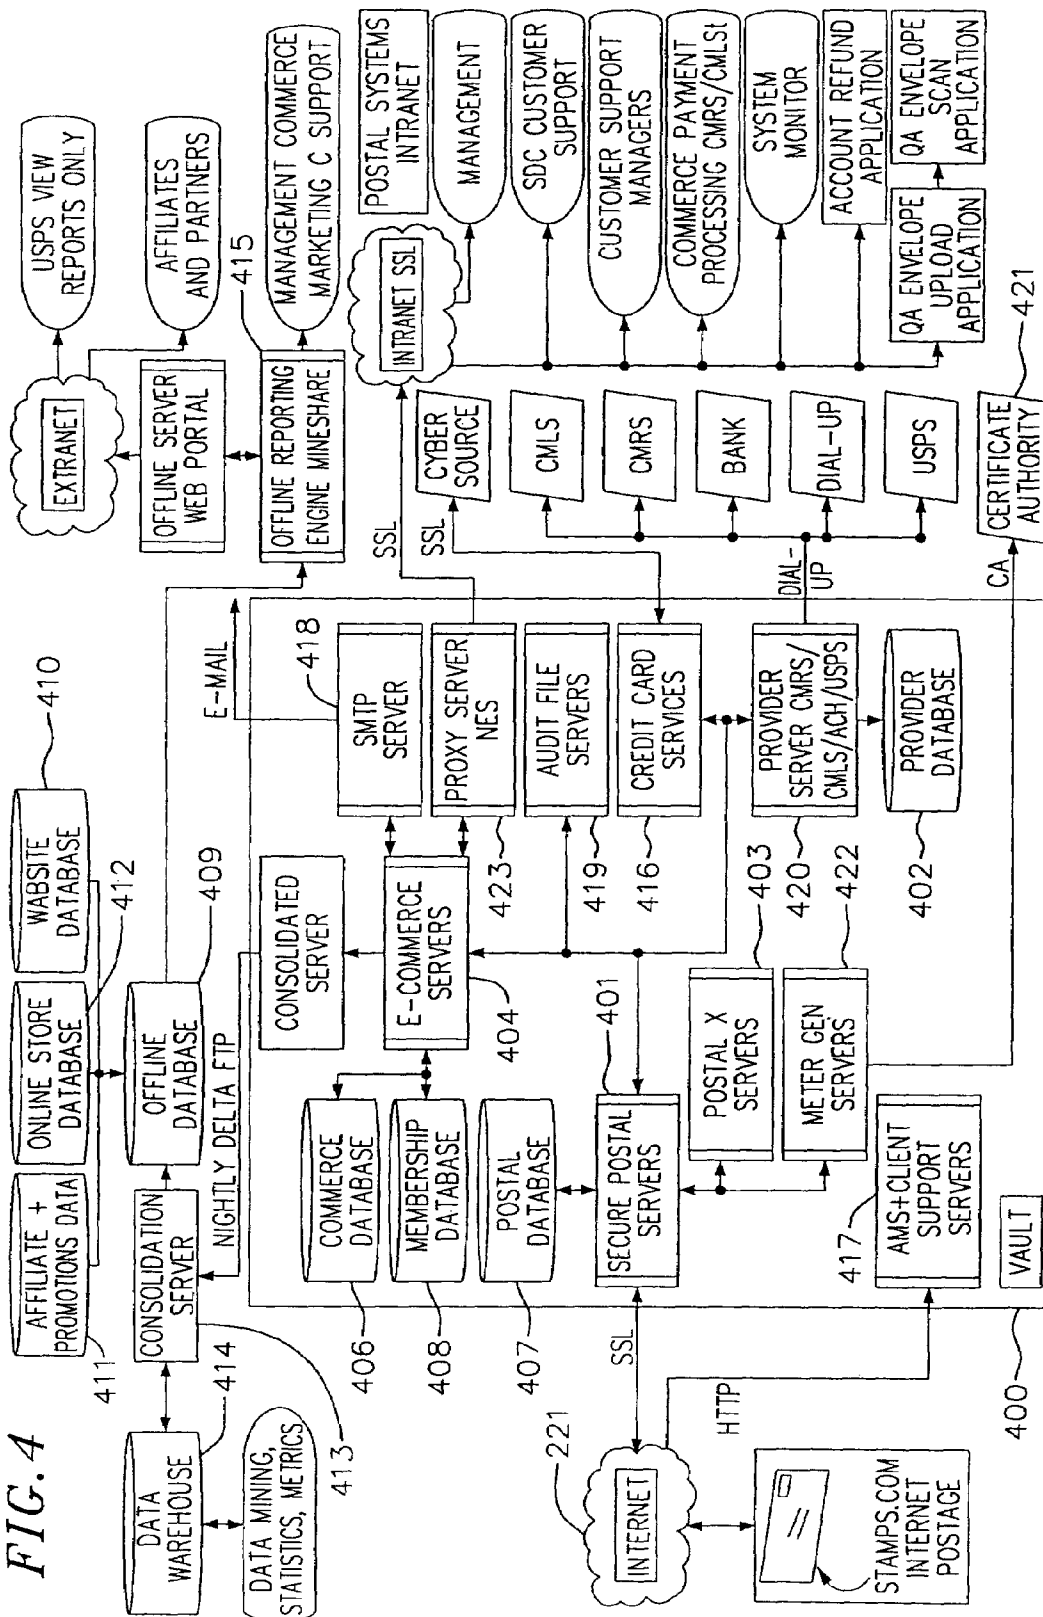 FIG. 4
DATA
WAREHOUSE
414
DATA MINING,
STATISTICS, METRICS
413
AFFILIATE +
PROMOTIONS DATA
411
ONLINE STORE
DATABASE
412
WABSITE
DATABASE
410
CONSOLIDATION
SERVER
OFFLINE
DATABASE
409
NIGHTLY DELTA FTP
E-MAIL
OFFLINE REPORTING
ENGINE MINESHARE
415
OFFLINE SERVER
WEB PORTAL
EXTRANET
USPS VIEW
REPORTS ONLY
AFFILIATES
AND PARTNERS
MANAGEMENT COMMERCE
MARKETING C SUPPORT
CONSOLIDATED
SERVER
COMMERCE
DATABASE
406
MEMBERSHIP
DATABASE
408
POSTAL
DATABASE
407
E-COMMERCE
SERVERS
404
SMTP
SERVER
418
PROXY SERVER
NES
423
AUDIT FILE
SERVERS
419
CREDIT CARD
SERVICES
416
PROVIDER
SERVER CMRS/
CMLS/ACH/USPS
420
PROVIDER
DATABASE
402
SECURE POSTAL
SERVERS
401
POSTAL X
SERVERS
403
METER GEN
SERVERS
422
AMS+CLIENT
SUPPORT
SERVERS
417
VAULT
400
INTERNET
221
SSL
HTTP
STAMPS.COM
INTERNET
POSTAGE
SSL
SSL
DIAL-
UP
CA
CYBER
SOURCE
CMLS
CMRS
BANK
DIAL-UP
USPS
CERTIFICATE
AUTHORITY
421
INTRANET SSL
POSTAL SYSTEMS
INTRANET
MANAGEMENT
SDC CUSTOMER
SUPPORT
CUSTOMER SUPPORT
MANAGERS
COMMERCE PAYMENT
PROCESSING CMRS/CMLSt
SYSTEM
MONITOR
ACCOUNT REFUND
APPLICATION
QA ENVELOPE
UPLOAD
APPLICATION
QA ENVELOPE
SCAN
APPLICATION